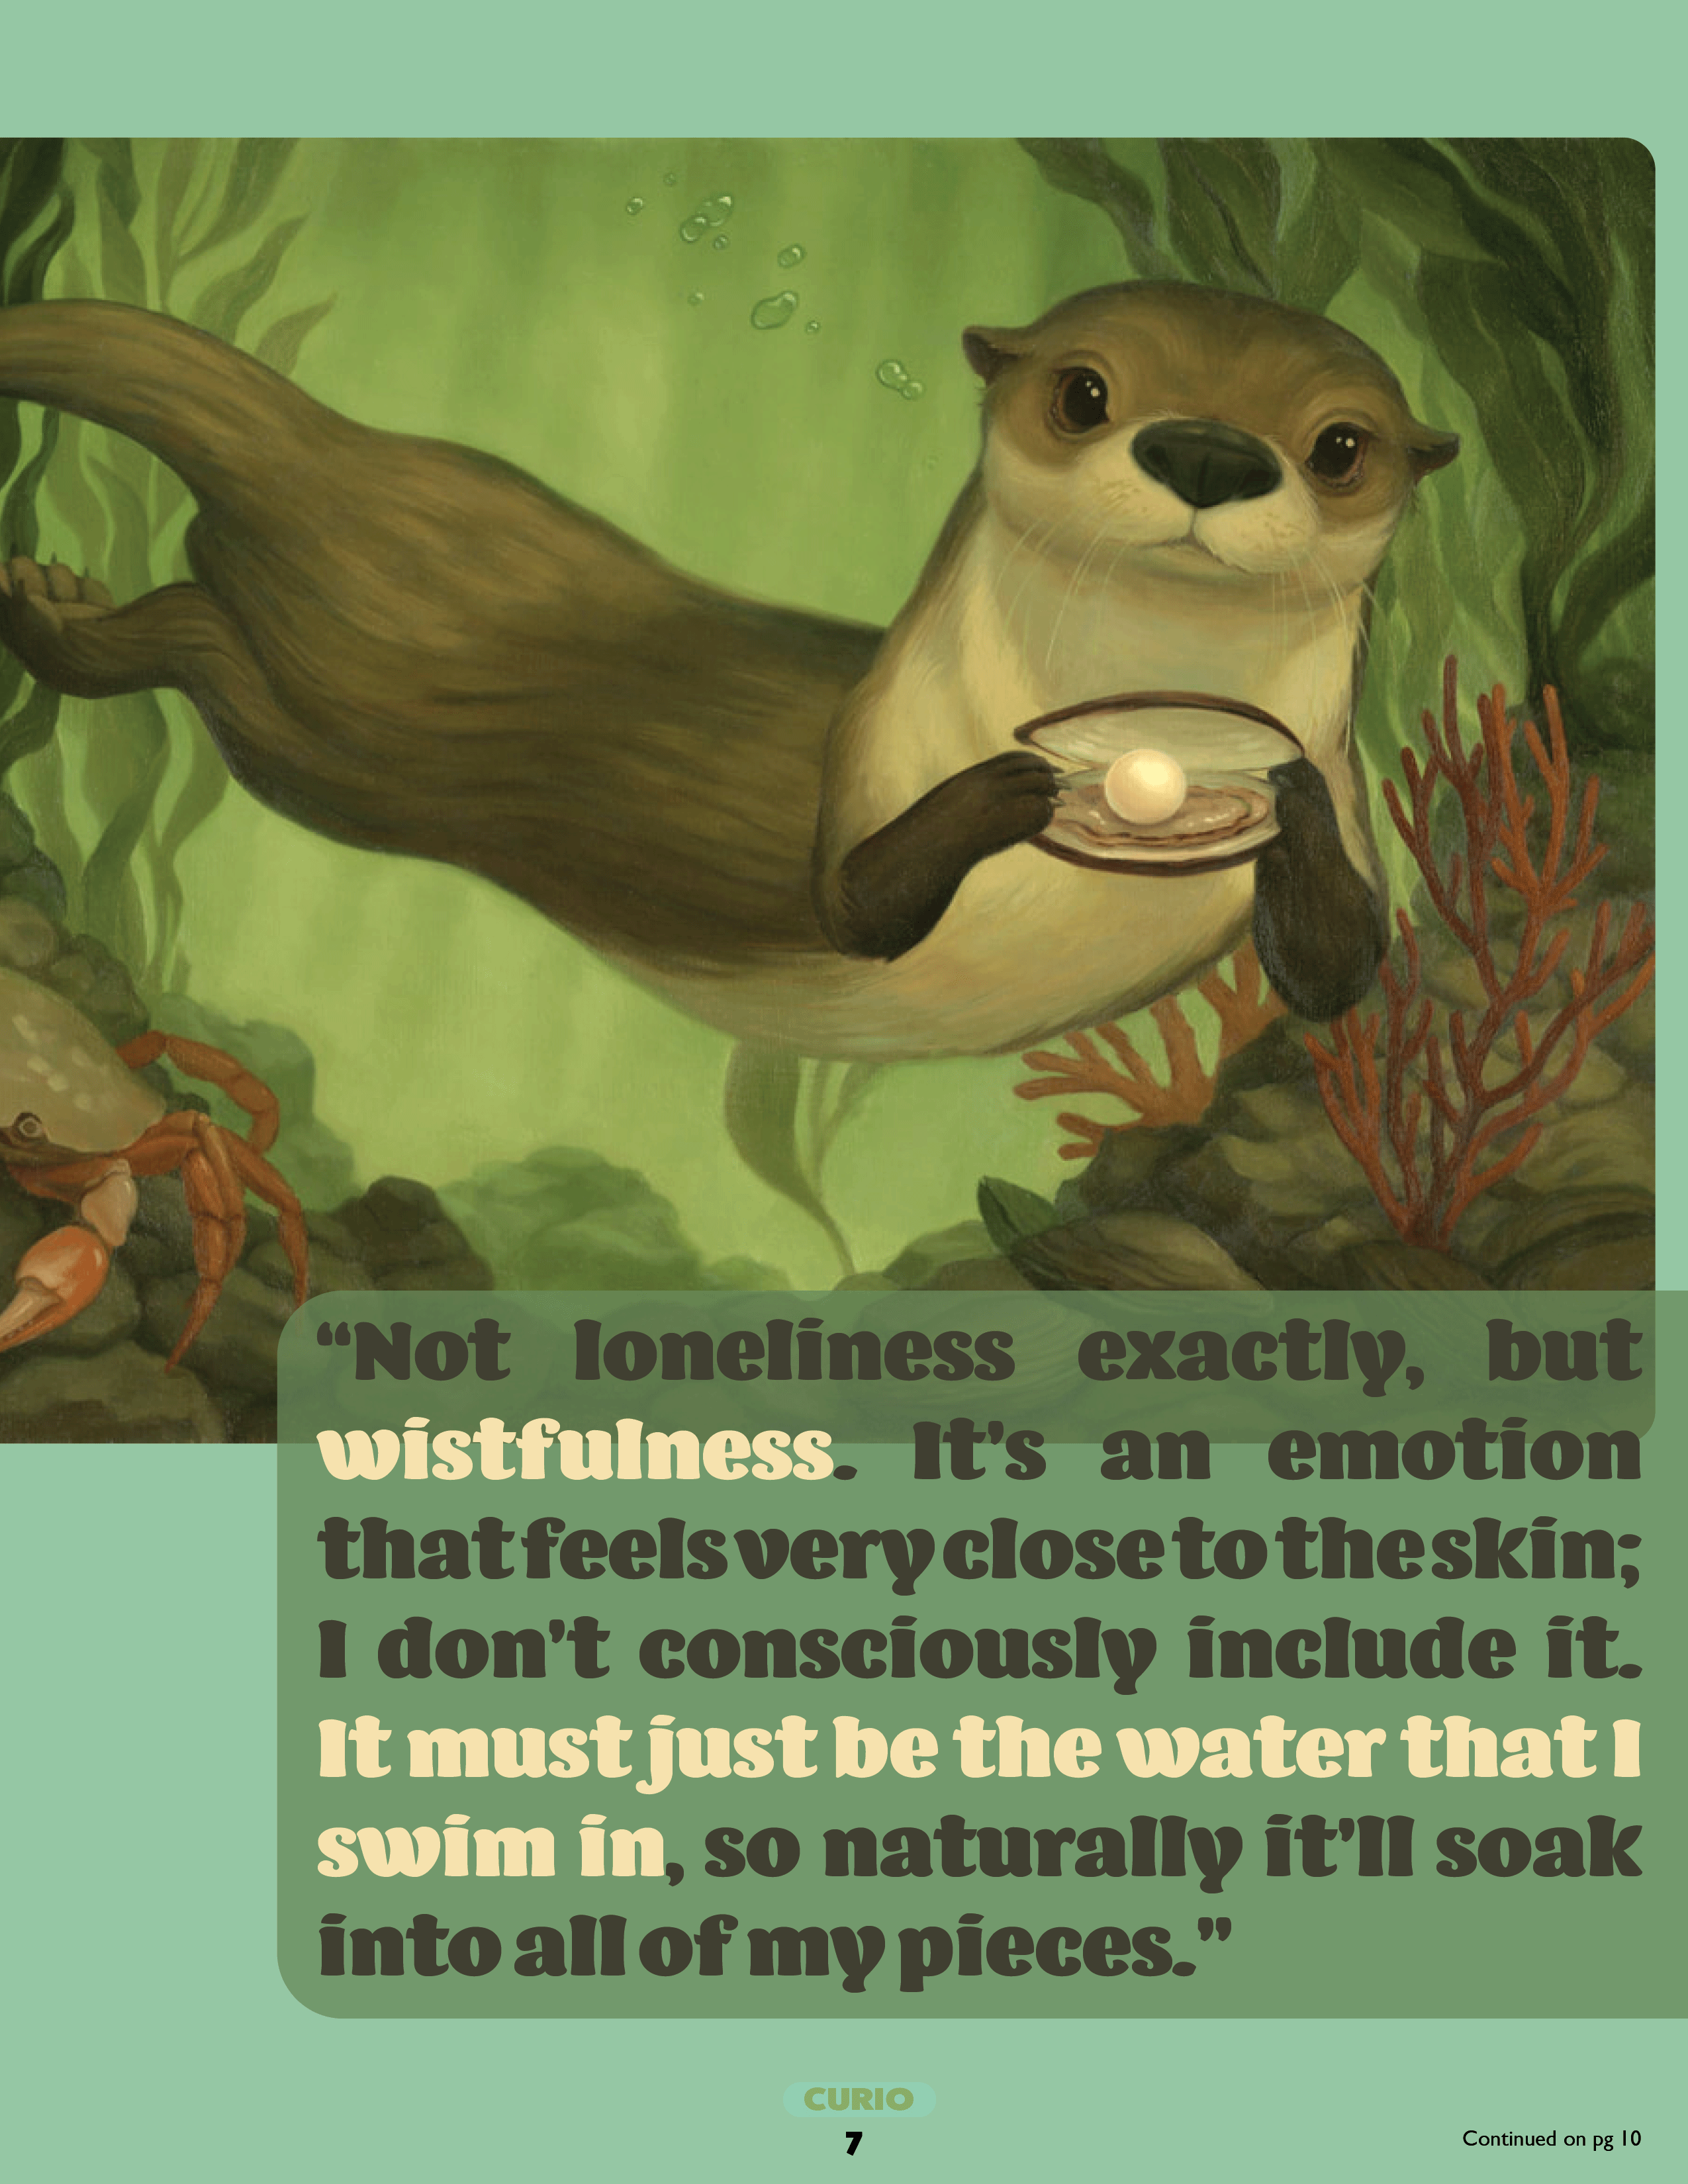 “Not loneliness exactly, but
wistfulness. It’s an emotion
that feels very close to the skin;
I don’t consciously include it.
It must just be the water that I
swim in, so naturally it’ll soak
into all of my pieces.”
CURIO
7
Continued on pg 10